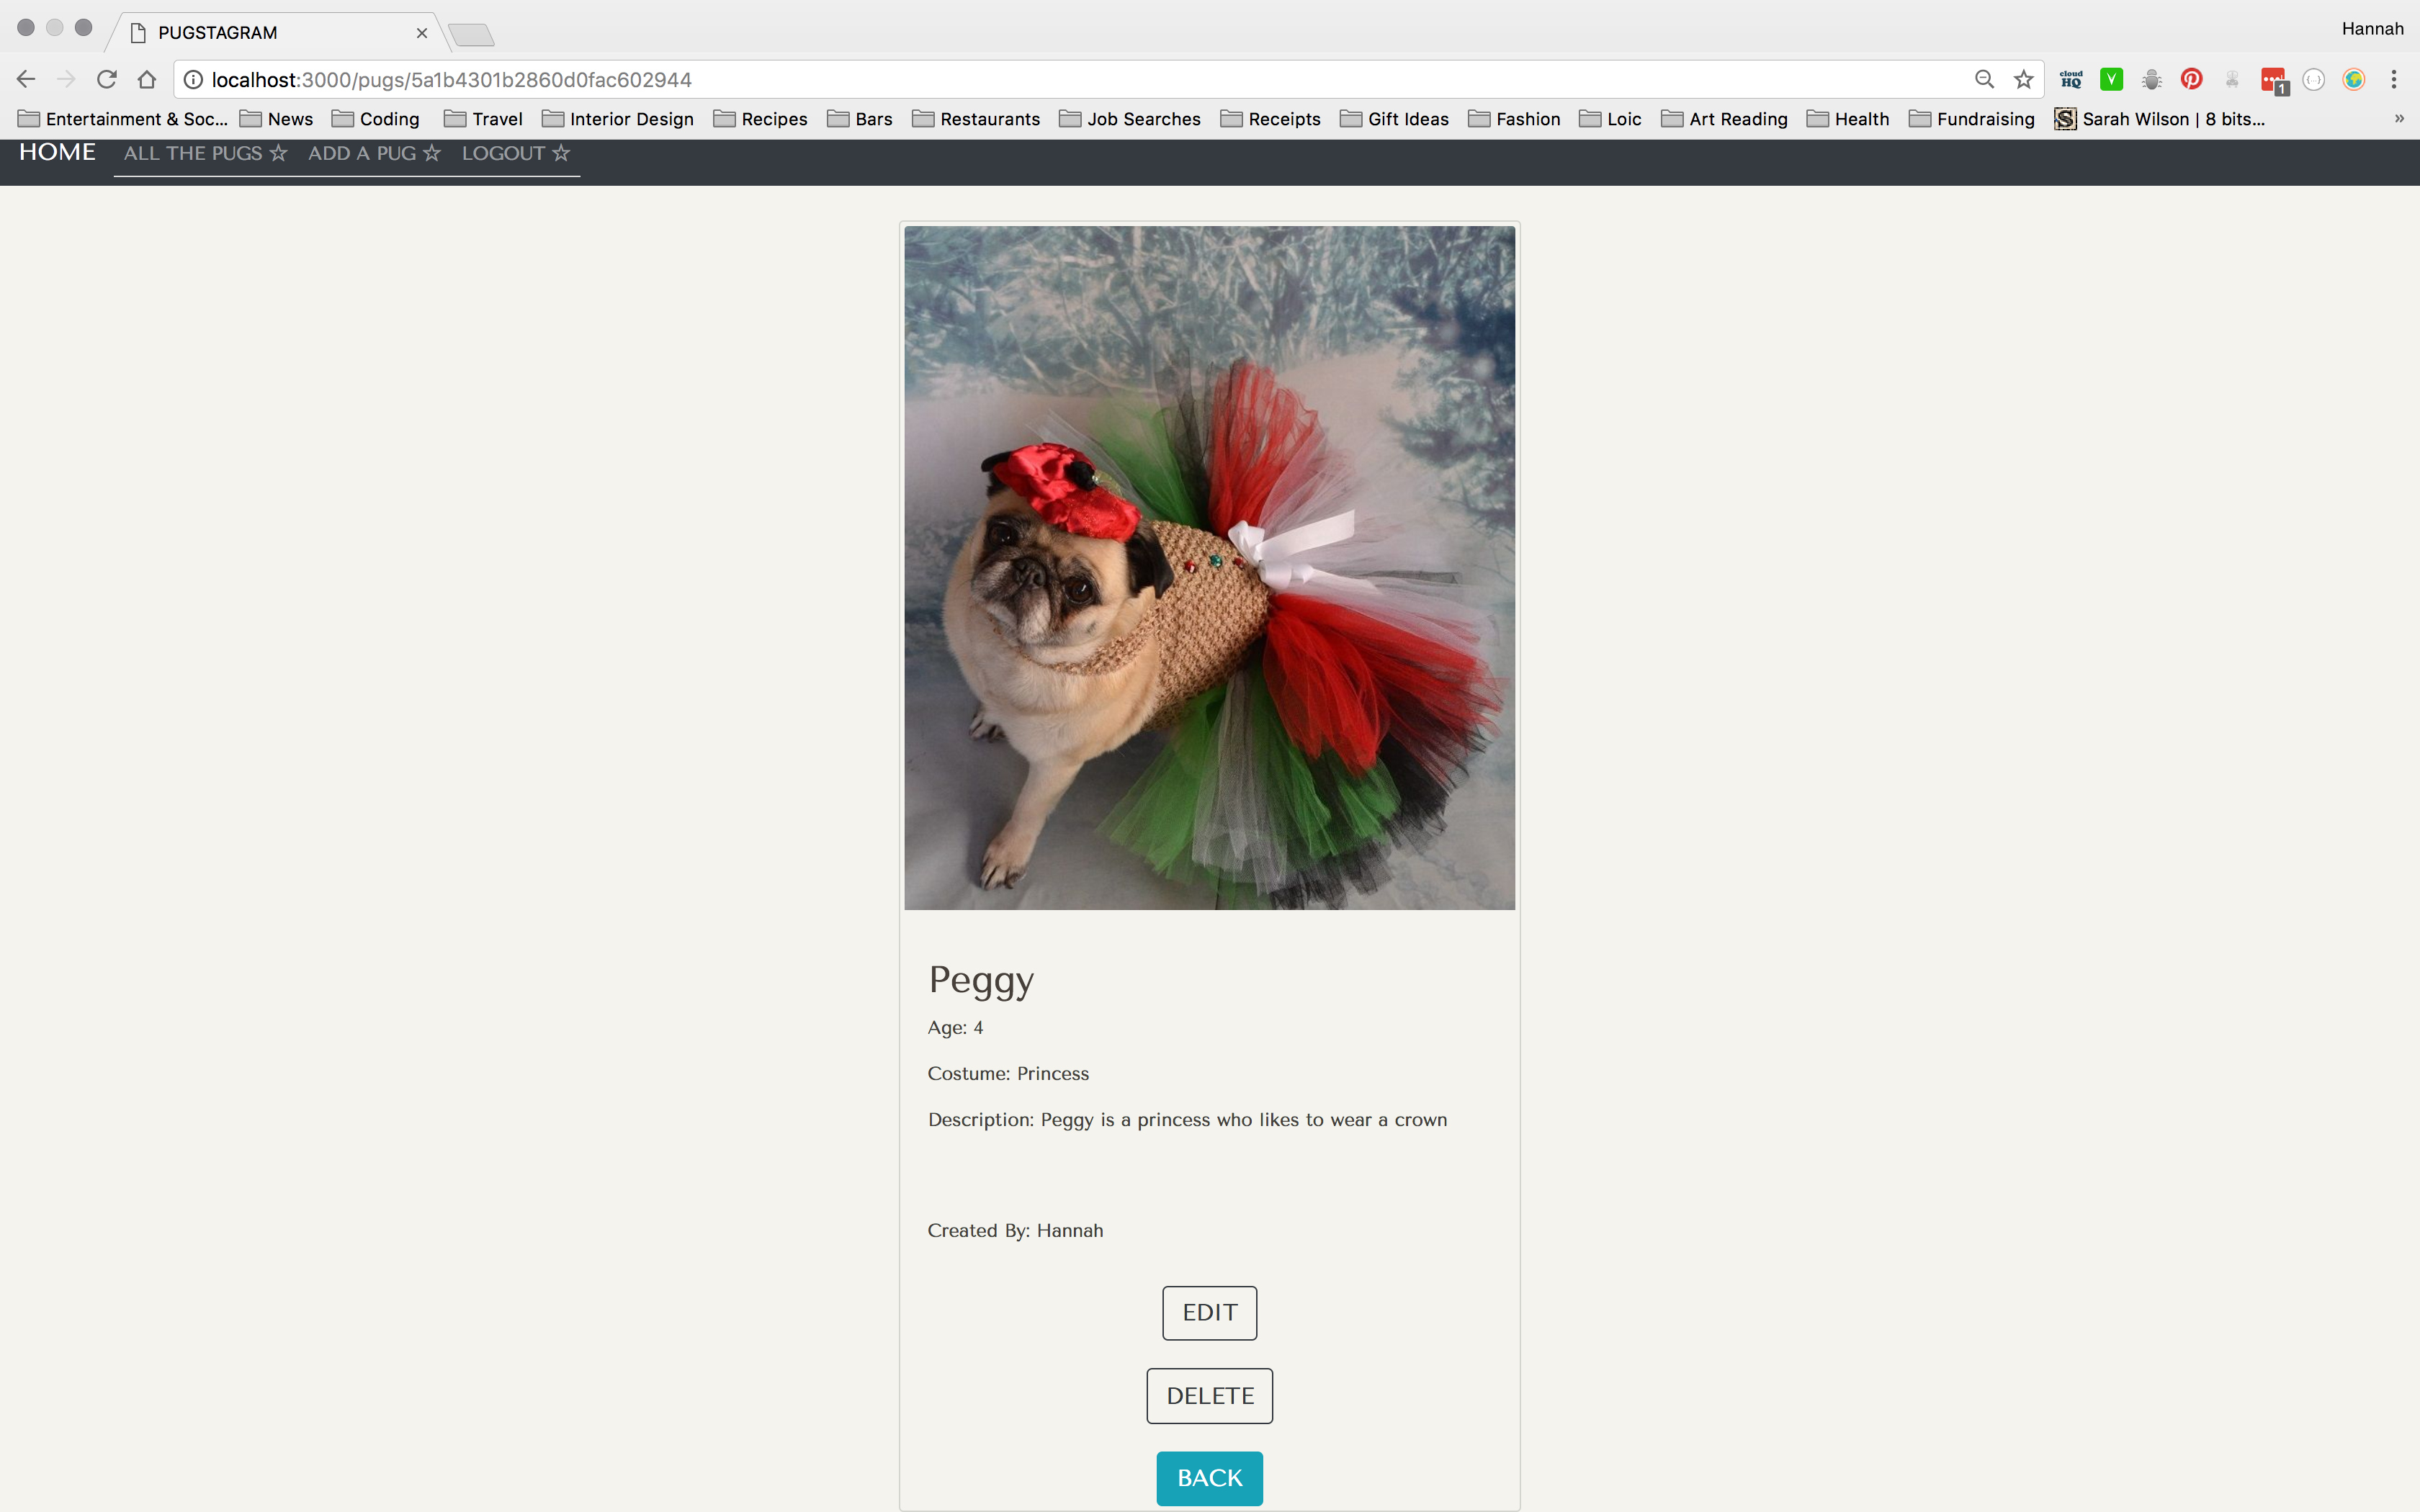 PUGSTAGRAM
Hannah
localhost:3000/pugs/5a1b4301b2860d0fac602944
cloud HQ
1
Entertainment & Soc... News Coding Travel Interior Design Recipes Bars Restaurants Job Searches Receipts Gift Ideas Fashion Loic Art Reading Health Fundraising S Sarah Wilson | 8 bits... »
HOME ALL THE PUGS ☆ ADD A PUG ☆ LOGOUT ☆
Peggy
Age: 4
Costume: Princess
Description: Peggy is a princess who likes to wear a crown
Created By: Hannah
EDIT
DELETE
BACK